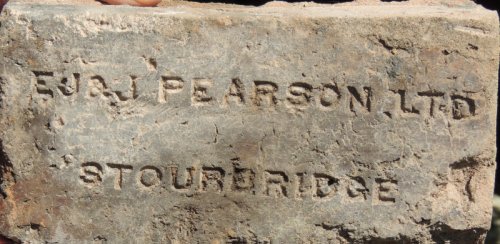 E.J & J PEARSON. LTD
STOURBRIDGE